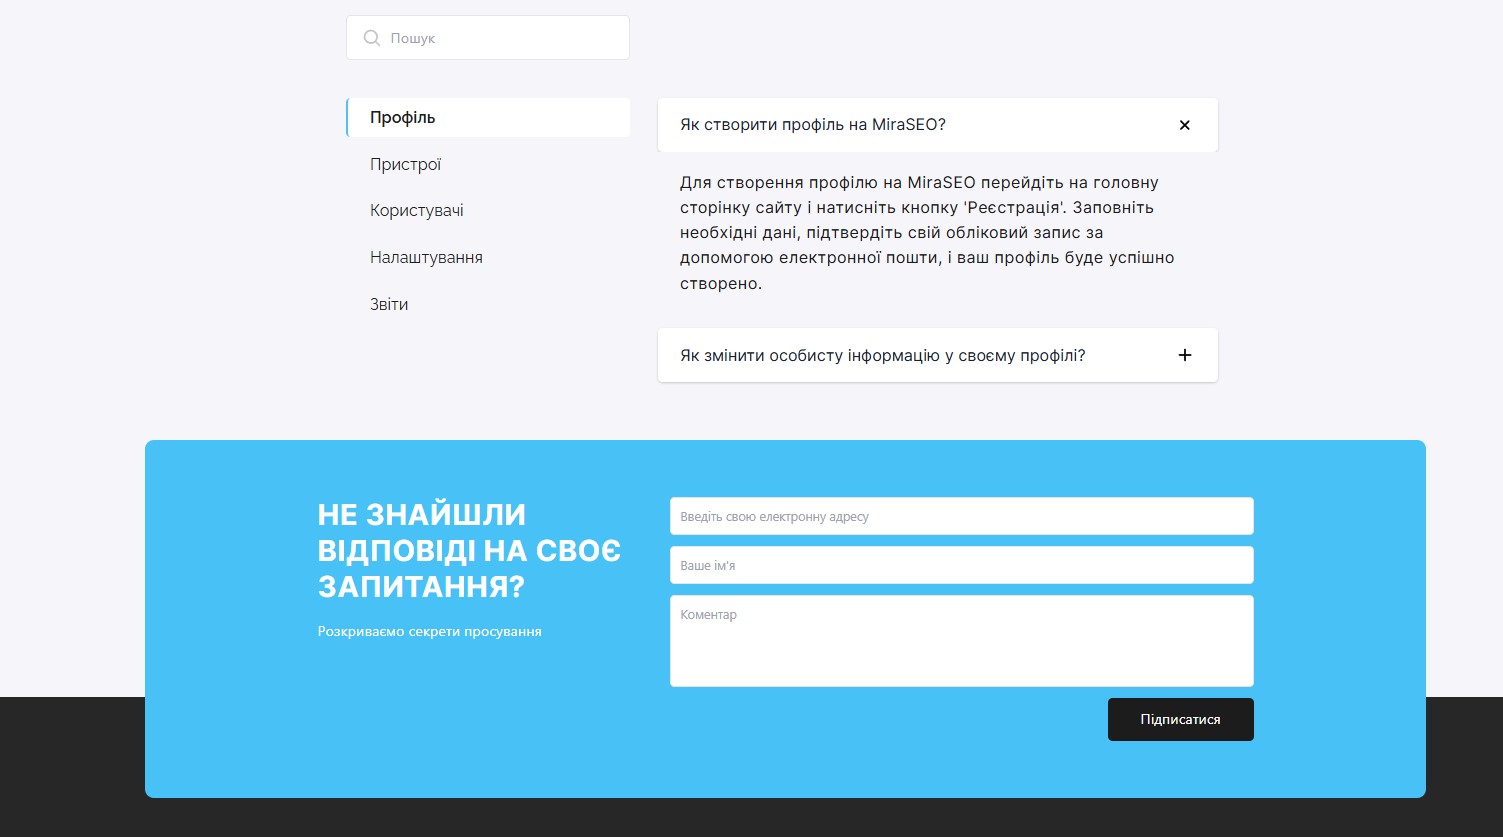 Пошук
Профіль
Пристрої
Користувачі
Налаштування
Звіти
Як створити профіль на MiraSEO?
Для створення профілю на MiraSEO перейдіть на головну
сторінку сайту і натисніть кнопку 'Реєстрація'. Заповніть
необхідні дані, підтвердіть свій обліковий запис за
допомогою електронної пошти, і ваш профіль буде успішно
створено.
Як змінити особисту інформацію у своєму профілі?
НЕ ЗНАЙШЛИ
ВІДПОВІДІ НА СВОЄ
ЗАПИТАННЯ?
Розкриваємо секрети просування
Введіть свою електронну адресу
Ваше ім'я
Коментар
Підписатися